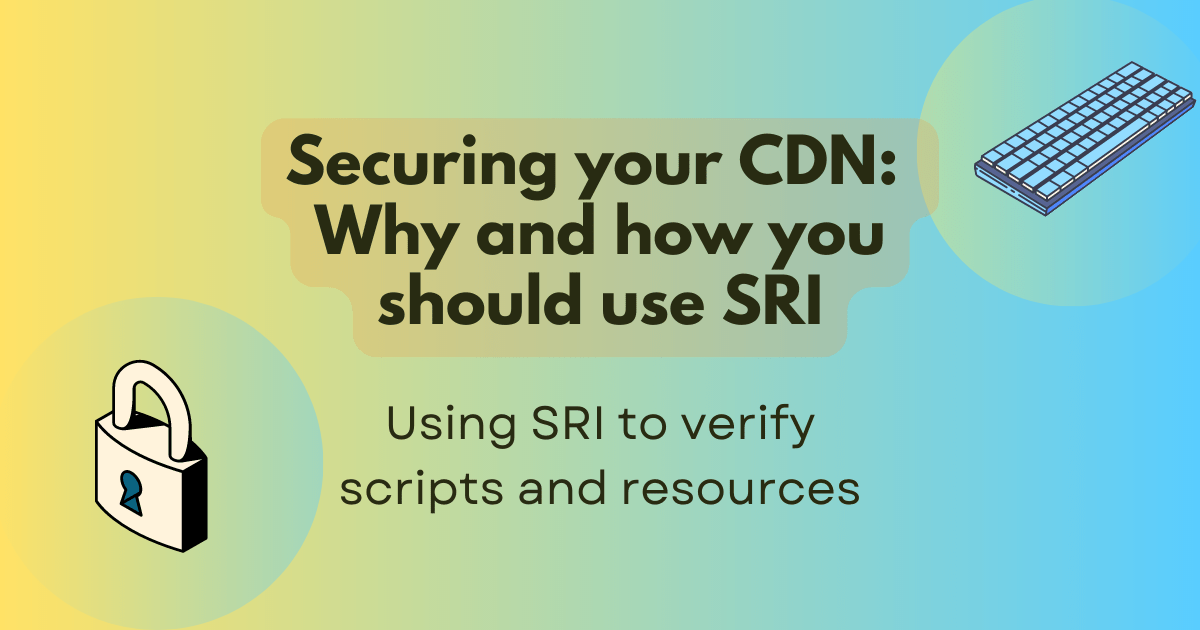 Securing your CDN:
Why and how you
should use SRI
Using SRI to verify
scripts and resources